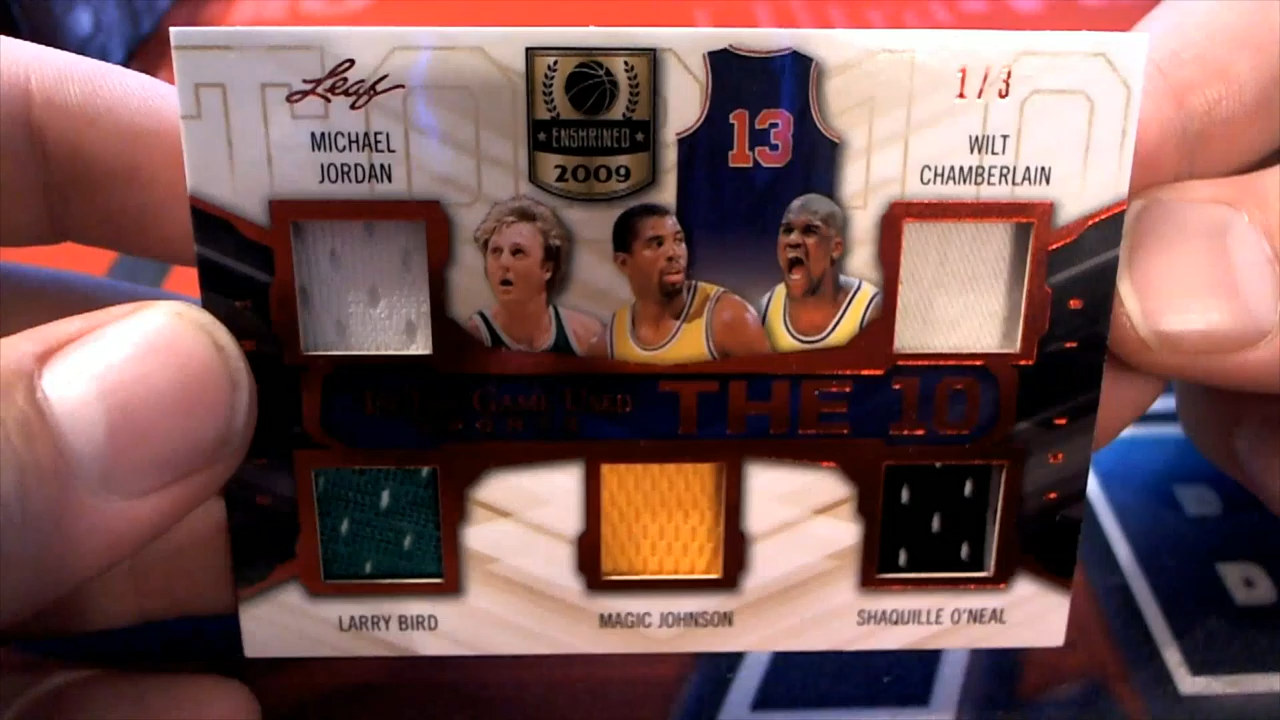 Leaf
MICHAEL
JORDAN
ENSHRINED
2009
13
1/3
WILT
CHAMBERLAIN
GAME USED
THE 10
LARRY BIRD
MAGIC JOHNSON
SHAQUILLE O'NEAL